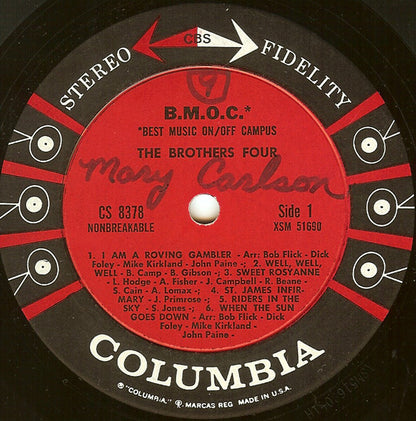 STEREO CBS FIDELITY
9
B.M.O.C.*
*BEST MUSIC ON/OFF CAMPUS
THE BROTHERS FOUR
Mary Carlson
CS 8378 Side 1
NONBREAKABLE XSM 51690
1. I AM A ROVING GAMBLER - Arr: Bob Flick - Dick
Foley - Mike Kirkland - John Paine -; 2. WELL, WELL,
WELL - B. Camp - B. Gibson -; 3. SWEET ROSYANNE
- L. Hodge - A. Fisher - J. Campbell - R. Beane -
S. Cain - A. Lomax -; 4. ST. JAMES INFIR-
MARY - J. Primrose -; 5. RIDERS IN THE
SKY - S. Jones -; 6. WHEN THE SUN
GOES DOWN - Arr: Bob Flick - Dick
Foley - Mike Kirkland -
John Paine -
COLUMBIA
® "COLUMBIA," ⓟ. MARCAS REG. MADE IN U.S.A.